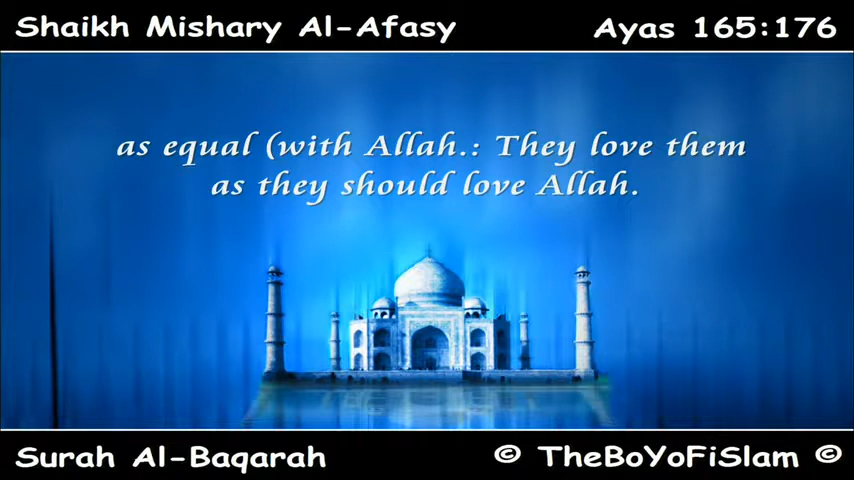 Shaikh Mishary Al-Afasy Ayas 165:176
as equal (with Allah.: They love them
as they should love Allah.
Surah Al-Baqarah © TheBoYoFiSlam ©